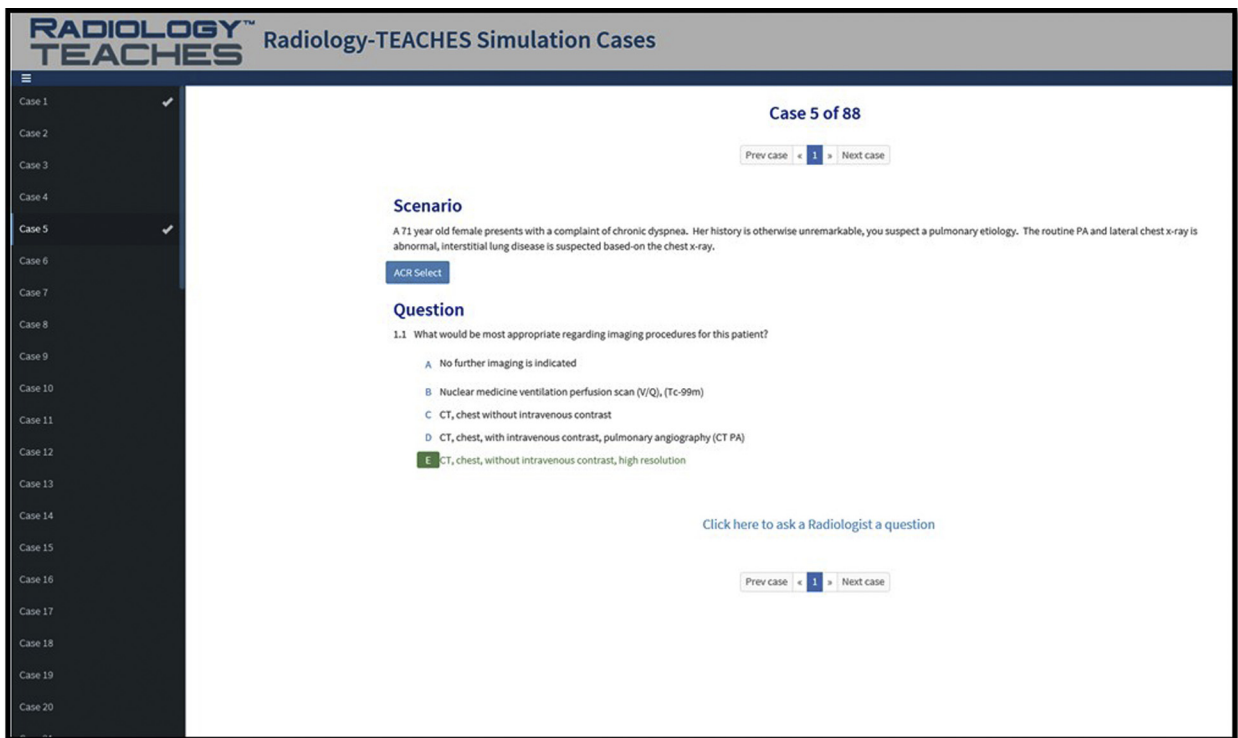 RADIOLOGY™
TEACHES
Radiology-TEACHES Simulation Cases
Case 1
Case 2
Case 3
Case 4
Case 5
Case 6
Case 7
Case 8
Case 9
Case 10
Case 11
Case 12
Case 13
Case 14
Case 15
Case 16
Case 17
Case 18
Case 19
Case 20
Case 5 of 88
Prev case « 1 » Next case
Scenario
A 71 year old female presents with a complaint of chronic dyspnea. Her history is otherwise unremarkable, you suspect a pulmonary etiology. The routine PA and lateral chest x-ray is
abnormal, interstitial lung disease is suspected based-on the chest x-ray.
ACR Select
Question
1.1 What would be most appropriate regarding imaging procedures for this patient?
A No further imaging is indicated
B Nuclear medicine ventilation perfusion scan (V/Q), (Tc-99m)
C CT, chest without intravenous contrast
D CT, chest, with intravenous contrast, pulmonary angiography (CT PA)
E CT, chest, without intravenous contrast, high resolution
Click here to ask a Radiologist a question
Prev case « 1 » Next case